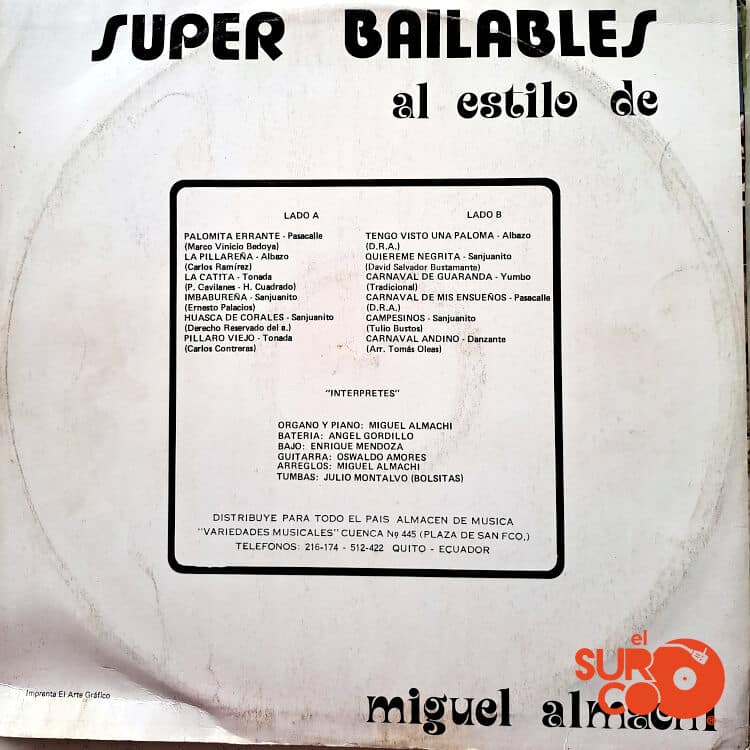 SUPER BAILABLES
al estilo de
LADO A
PALOMITA ERRANTE - Pasacalle
(Marco Vinicio Bedoya)
LA PILLAREÑA - Albazo
(Carlos Ramírez)
LA CATITA - Tonada
(P. Cavilanes - H. Cuadrado)
IMBABUREÑA - Sanjuanito
(Ernesto Palacios)
HUASCA DE CORALES - Sanjuanito
(Derecho Reservado del a.)
PILLARO VIEJO - Tonada
(Carlos Contreras)
LADO B
TENGO VISTO UNA PALOMA - Albazo
(D.R.A.)
QUIEREME NEGRITA - Sanjuanito
(David Salvador Bustamante)
CARNAVAL DE GUARANDA - Yumbo
(Tradicional)
CARNAVAL DE MIS ENSUEÑOS - Pasacalle
(D.R.A.)
CAMPESINOS - Sanjuanito
(Tulio Bustos)
CARNAVAL ANDINO - Danzante
(Arr. Tomás Oleas)
"INTERPRETES"
ORGANO Y PIANO: MIGUEL ALMACHI
BATERIA: ANGEL GORDILLO
BAJO: ENRIQUE MENDOZA
GUITARRA: OSWALDO AMORES
ARREGLOS: MIGUEL ALMACHI
TUMBAS: JULIO MONTALVO (BOLSITAS)
DISTRIBUYE PARA TODO EL PAIS ALMACEN DE MUSICA
"VARIEDADES MUSICALES" CUENCA Nº 445 (PLAZA DE SAN FCO.)
TELEFONOS: 216-174 - 512-422 QUITO - ECUADOR
el
SUR
CO
®
Imprenta El Arte Gráfico
miguel almachi